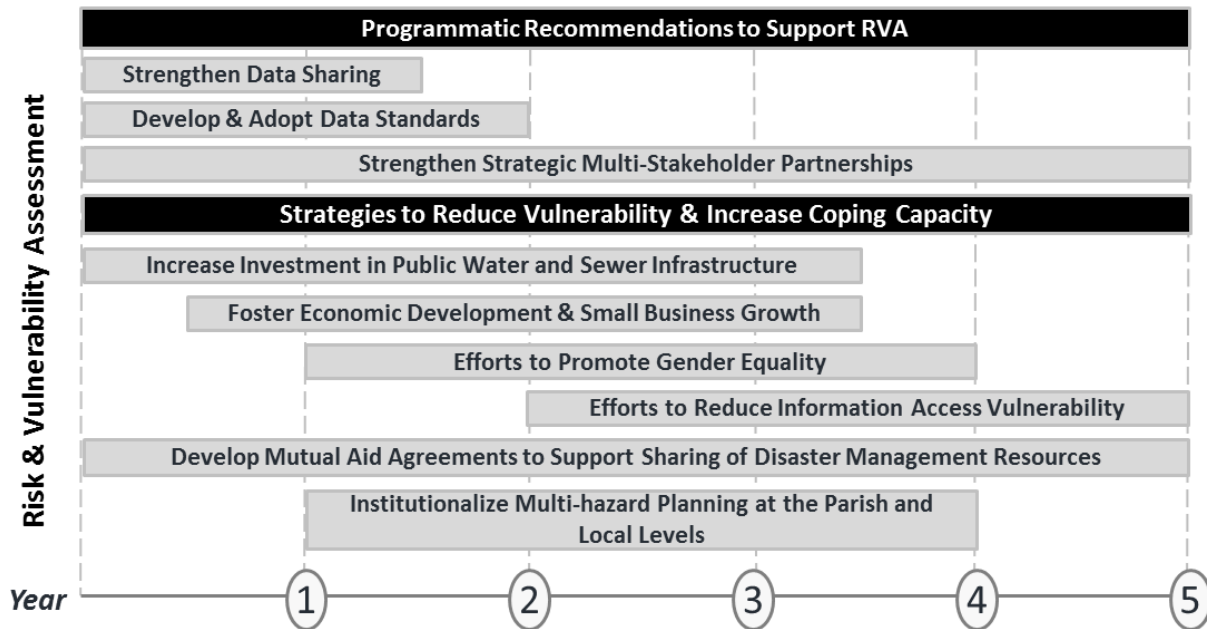 Programmatic Recommendations to Support RVA
Strengthen Data Sharing
Develop & Adopt Data Standards
Strengthen Strategic Multi-Stakeholder Partnerships
Strategies to Reduce Vulnerability & Increase Coping Capacity
Increase Investment in Public Water and Sewer Infrastructure
Foster Economic Development & Small Business Growth
Efforts to Promote Gender Equality
Efforts to Reduce Information Access Vulnerability
Develop Mutual Aid Agreements to Support Sharing of Disaster Management Resources
Institutionalize Multi-hazard Planning at the Parish and
Local Levels
Risk & Vulnerability Assessment
Year 1 2 3 4 5